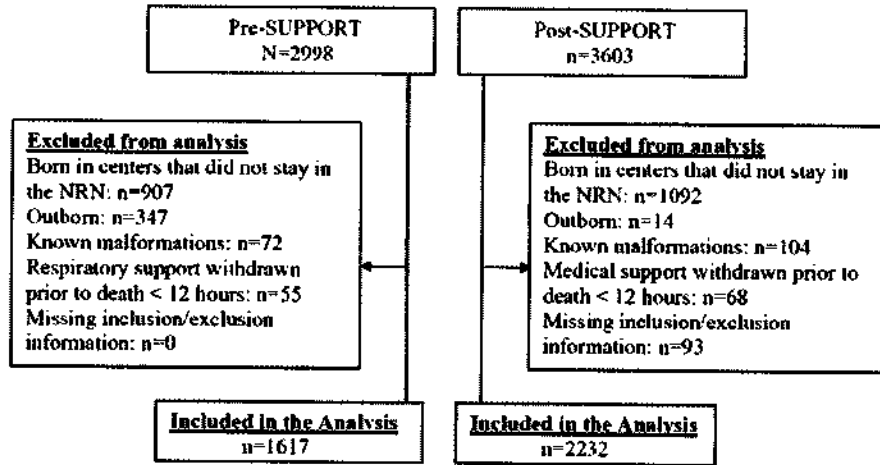 Pre-SUPPORT
N=2998
Post-SUPPORT
n=3603
Excluded from analysis
Born in centers that did not stay in
the NRN: n=907
Outborn: n=347
Known malformations: n=72
Respiratory support withdrawn
prior to death < 12 hours: n=55
Missing inclusion/exclusion
information: n=0
Excluded from analysis
Born in centers that did not stay in
the NRN: n=1092
Outborn: n=14
Known malformations: n=104
Medical support withdrawn prior to
death < 12 hours: n=68
Missing inclusion/exclusion
information: n=93
Included in the Analysis
n=1617
Included in the Analysis
n=2232